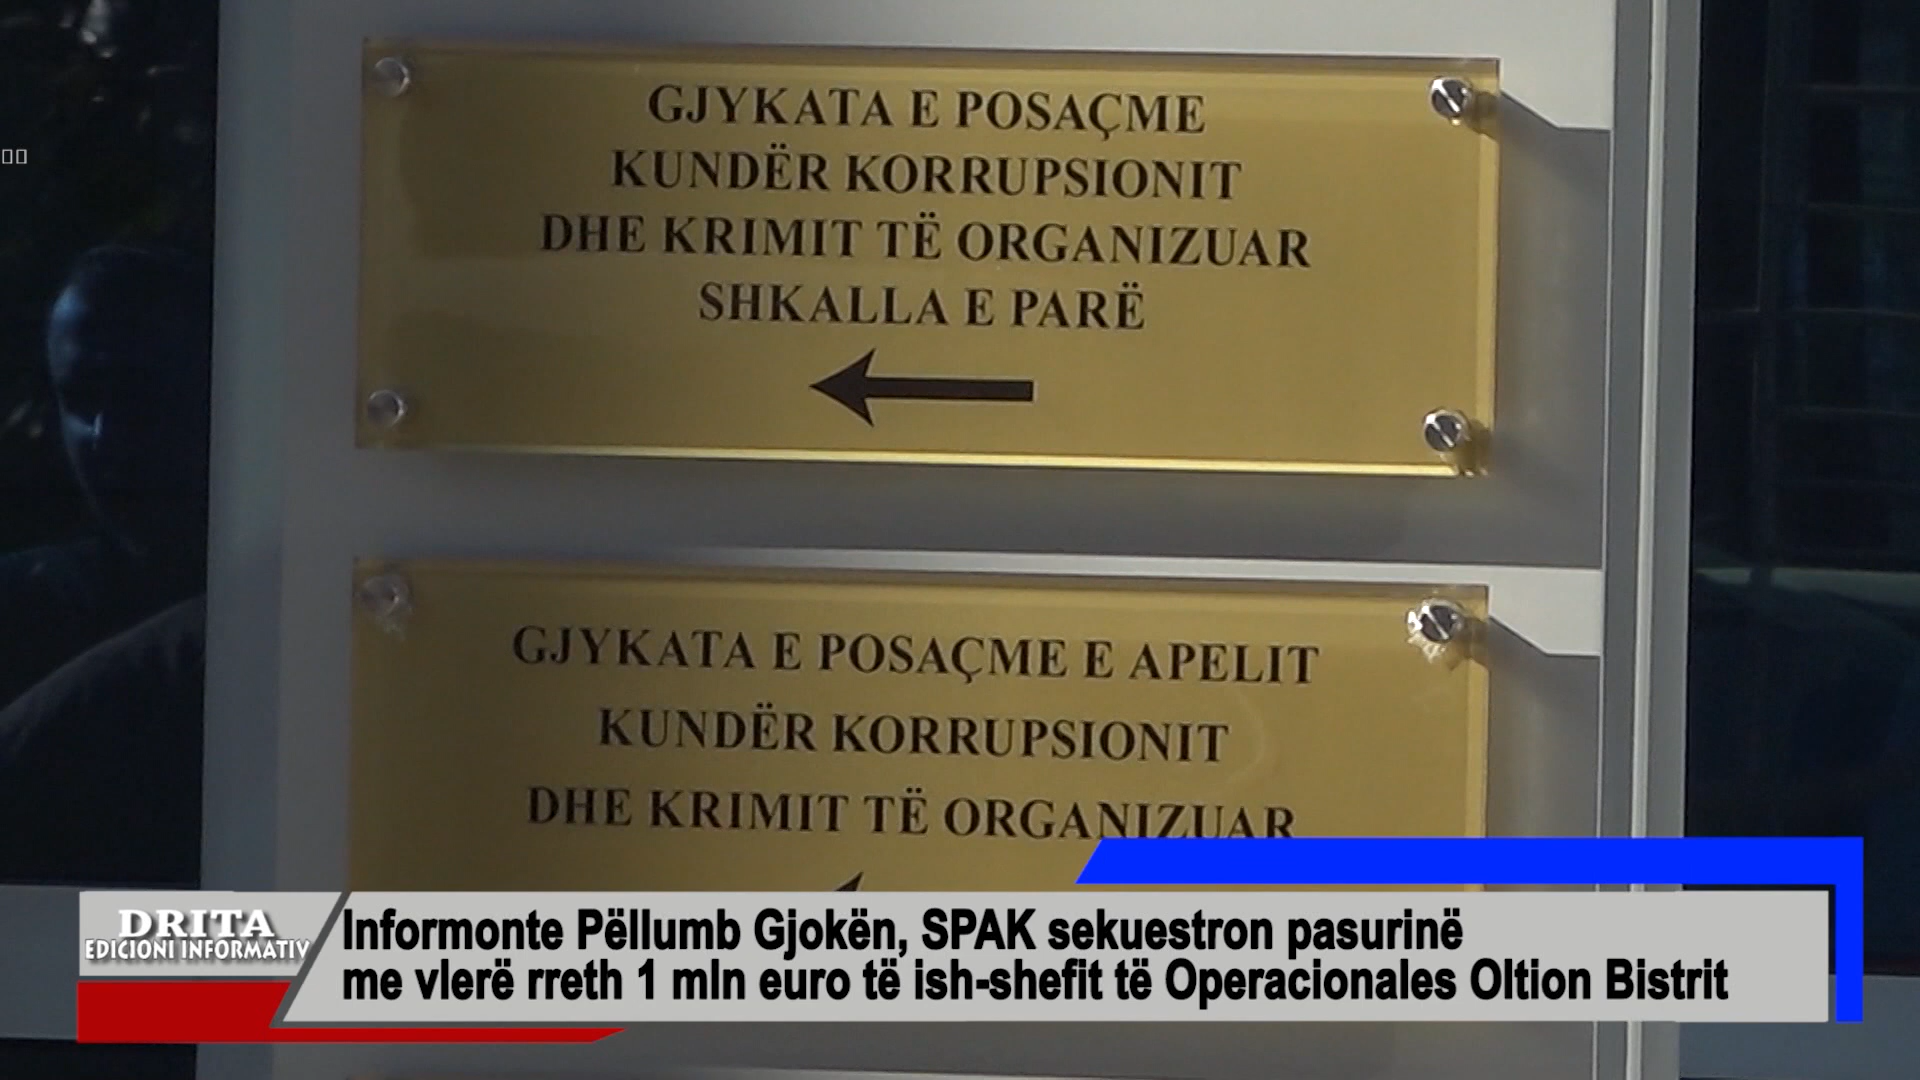 GJYKATA E POSAÇME
KUNDËR KORRUPSIONIT
DHE KRIMIT TË ORGANIZUAR
SHKALLA E PARË
GJYKATA E POSAÇME E APELIT
KUNDËR KORRUPSIONIT
DHE KRIMIT TË ORGANIZUAR
DRITA
EDICIONI INFORMATIV
Informonte Pëllumb Gjokën, SPAK sekuestron pasurinë
me vlerë rreth 1 mln euro të ish-shefit të Operacionales Oltion Bistrit